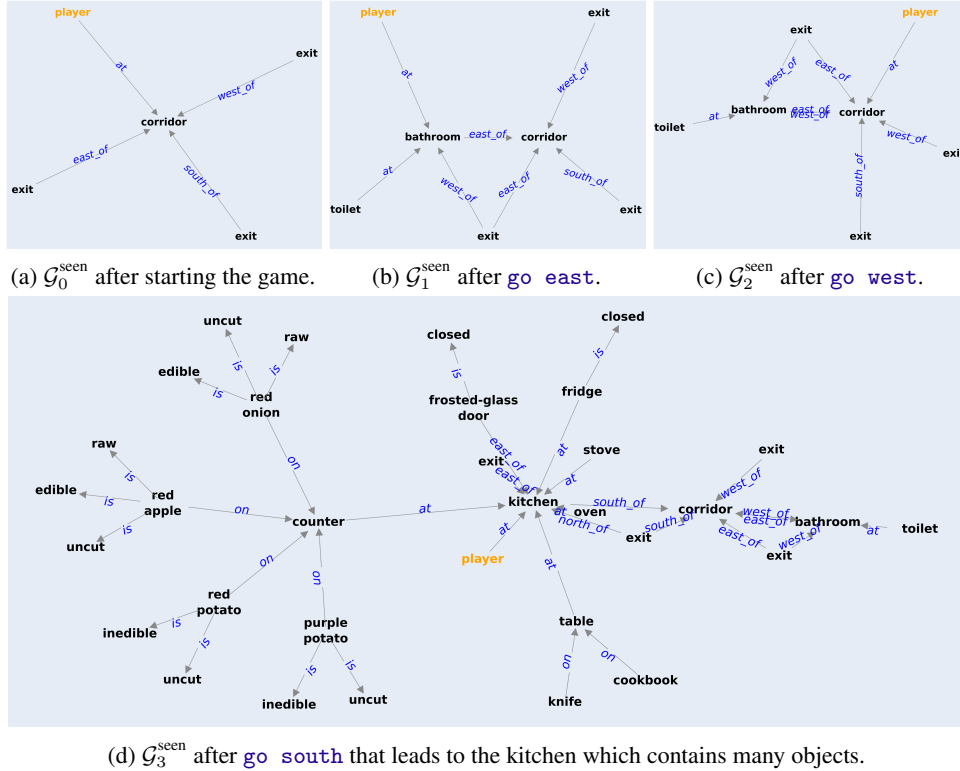 player
exit
at
west_of
corridor
east_of
south_of
exit
exit
player
exit
at
west_of
bathroom
east_of
corridor
at
west_of
east_of
south_of
toilet
exit
exit
player
exit
west_of
east_of
at
bathroom
east_of
west_of
corridor
toilet
at
west_of
exit
south_of
exit
(a) 𝒢₀ˢᵉᵉⁿ after starting the game.
(b) 𝒢₁ˢᵉᵉⁿ after go east.
(c) 𝒢₂ˢᵉᵉⁿ after go west.
uncut
raw
edible
is
is
is
red
onion
on
raw
edible
uncut
is
is
is
red
apple
on
counter
at
on
on
red
potato
inedible
is
is
uncut
purple
potato
is
is
inedible
uncut
closed
is
frosted-glass
door
east_of
exit
east_of
closed
is
fridge
at
stove
at
kitchen
oven
at
south_of
north_of
south_of
exit
player
at
at
table
on
on
knife
cookbook
corridor
exit
west_of
west_of
east_of
bathroom
at
toilet
east_of
west_of
exit
(d) 𝒢₃ˢᵉᵉⁿ after go south that leads to the kitchen which contains many objects.